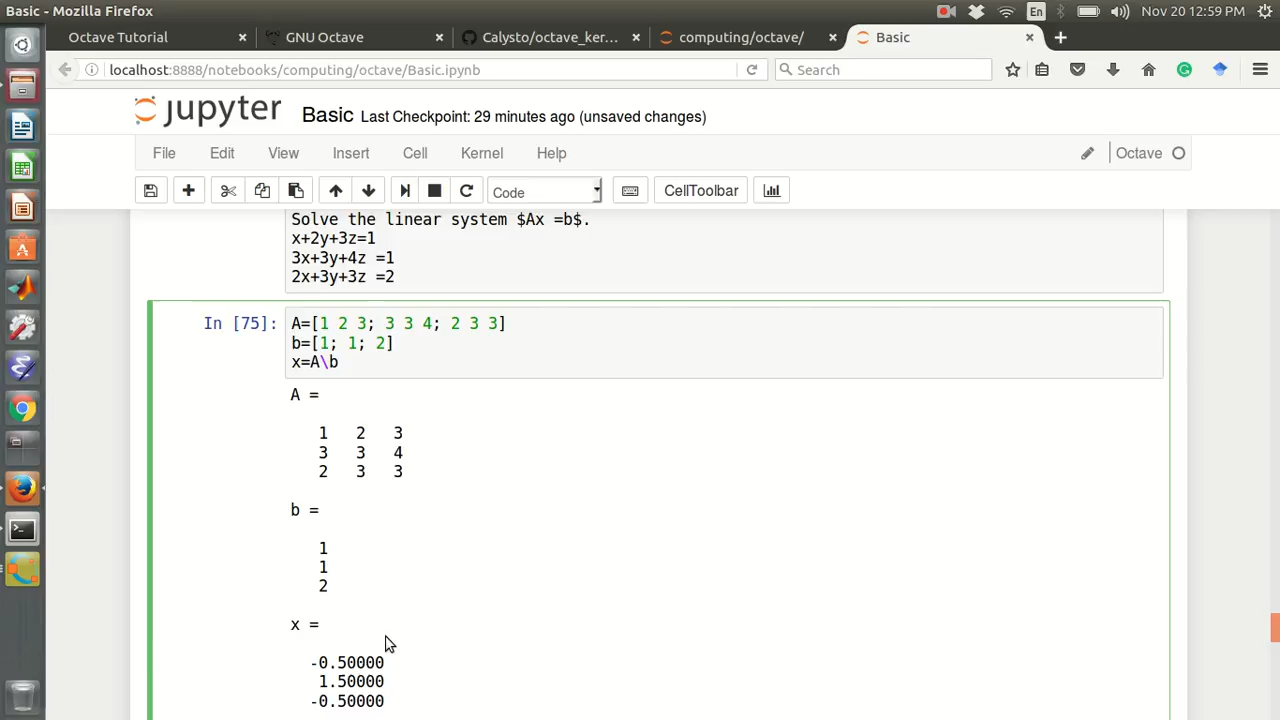 Basic - Mozilla Firefox
En
Nov 20 12:59 PM
Octave Tutorial × GNU Octave × Calysto/octave_ker... × computing/octave/ × Basic ×
localhost:8888/notebooks/computing/octave/Basic.ipynb
Search
jupyter Basic Last Checkpoint: 29 minutes ago (unsaved changes)
File Edit View Insert Cell Kernel Help
Octave
Code
CellToolbar
Solve the linear system $Ax =b$.
x+2y+3z=1
3x+3y+4z =1
2x+3y+3z =2
In [75]: A=[1 2 3; 3 3 4; 2 3 3]
b=[1; 1; 2]
x=A\b
A =
1 2 3
3 3 4
2 3 3
b =
1
1
2
x =
-0.50000
1.50000
-0.50000